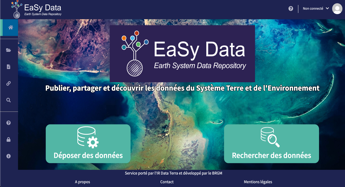 EaSy Data
Earth System Data Repository
Non connecté
EaSy Data
Earth System Data Repository
Publier, partager et découvrir les données du Système Terre et de l'Environnement
Déposer des données
Rechercher des données
Service porté par l'IR Data Terra et développé par le BRGM
A propos
Contact
Mentions légales